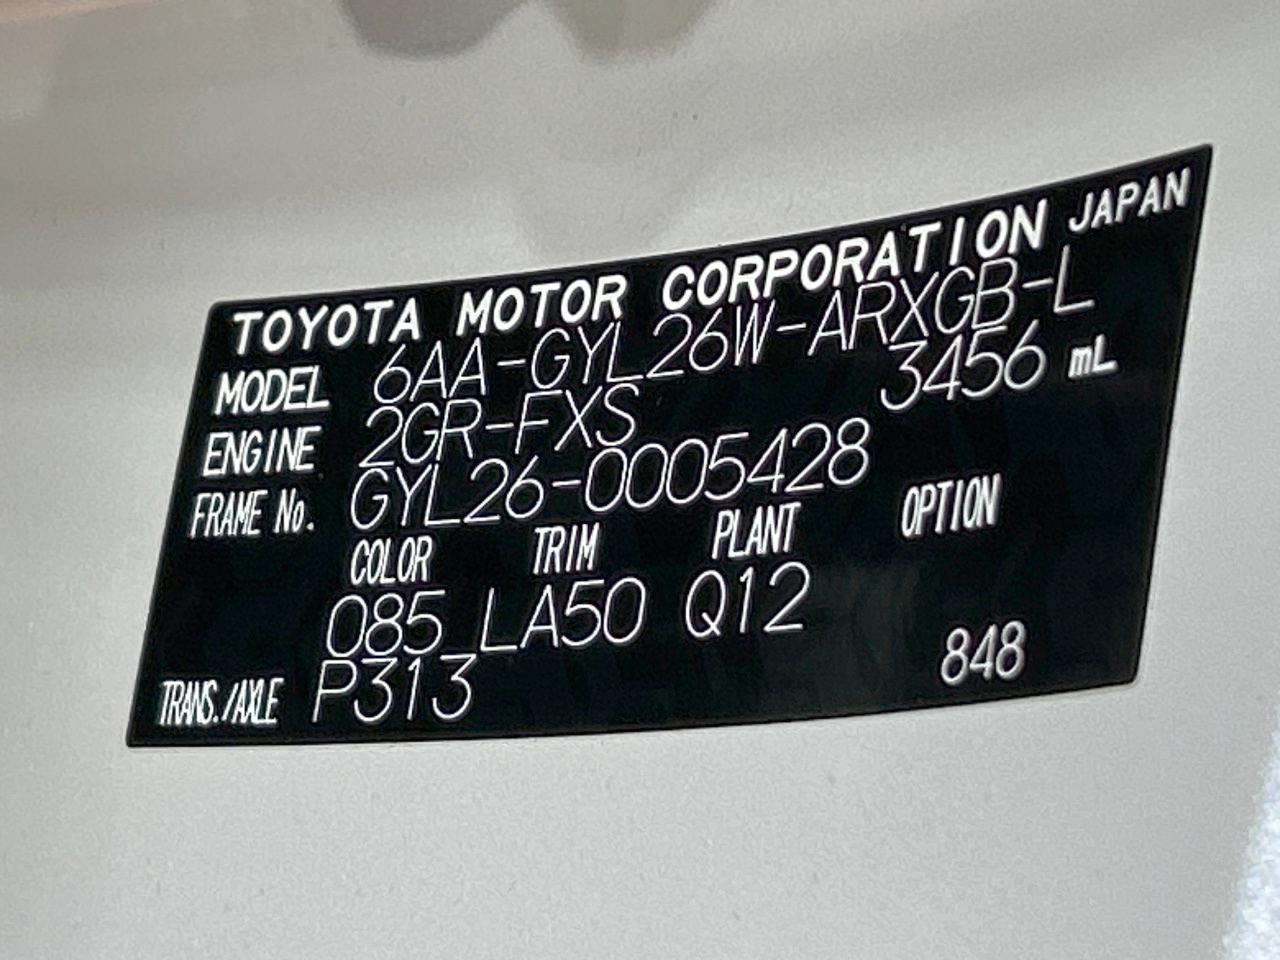 TOYOTA MOTOR CORPORATION JAPAN
MODEL 6AA-GYL26W-ARXGB-L
ENGINE 2GR-FXS 3456 mL
FRAME No. GYL26-0005428
COLOR TRIM PLANT OPTION
085 LA50 Q12
TRANS./AXLE P313 848